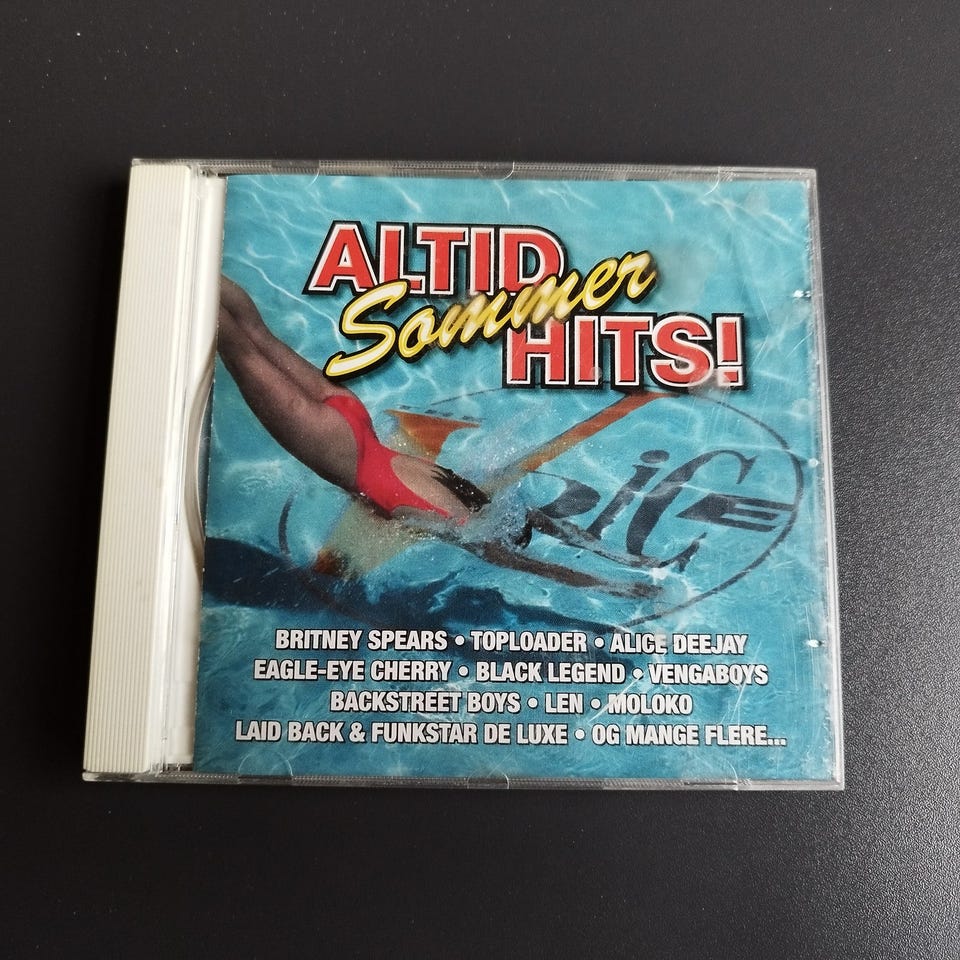 ALTID
Sommer
HITS!
BRITNEY SPEARS • TOPLOADER • ALICE DEEJAY
EAGLE-EYE CHERRY • BLACK LEGEND • VENGABOYS
BACKSTREET BOYS • LEN • MOLOKO
LAID BACK & FUNKSTAR DE LUXE • OG MANGE FLERE...